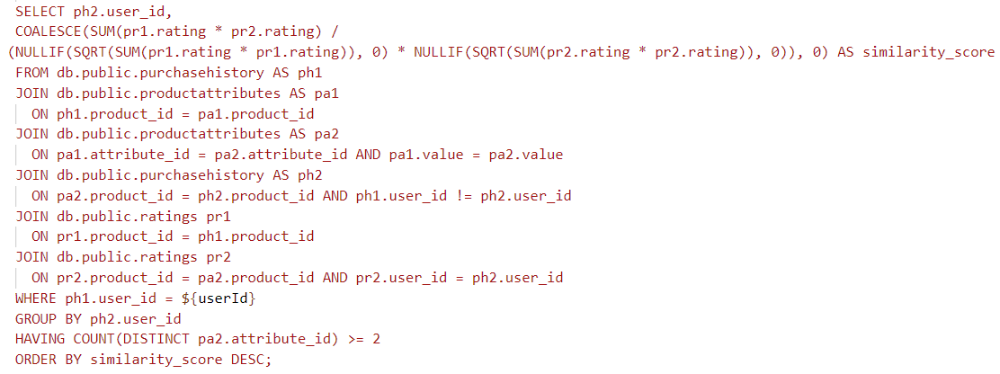 SELECT ph2.user_id,
COALESCE(SUM(pr1.rating * pr2.rating) /
(NULLIF(SQRT(SUM(pr1.rating * pr1.rating)), 0) * NULLIF(SQRT(SUM(pr2.rating * pr2.rating)), 0)), 0) AS similarity_score
FROM db.public.purchasehistory AS ph1
JOIN db.public.productattributes AS pa1
ON ph1.product_id = pa1.product_id
JOIN db.public.productattributes AS pa2
ON pa1.attribute_id = pa2.attribute_id AND pa1.value = pa2.value
JOIN db.public.purchasehistory AS ph2
ON pa2.product_id = ph2.product_id AND ph1.user_id != ph2.user_id
JOIN db.public.ratings pr1
ON pr1.product_id = ph1.product_id
JOIN db.public.ratings pr2
ON pr2.product_id = pa2.product_id AND pr2.user_id = ph2.user_id
WHERE ph1.user_id = ${userId}
GROUP BY ph2.user_id
HAVING COUNT(DISTINCT pa2.attribute_id) >= 2
ORDER BY similarity_score DESC;